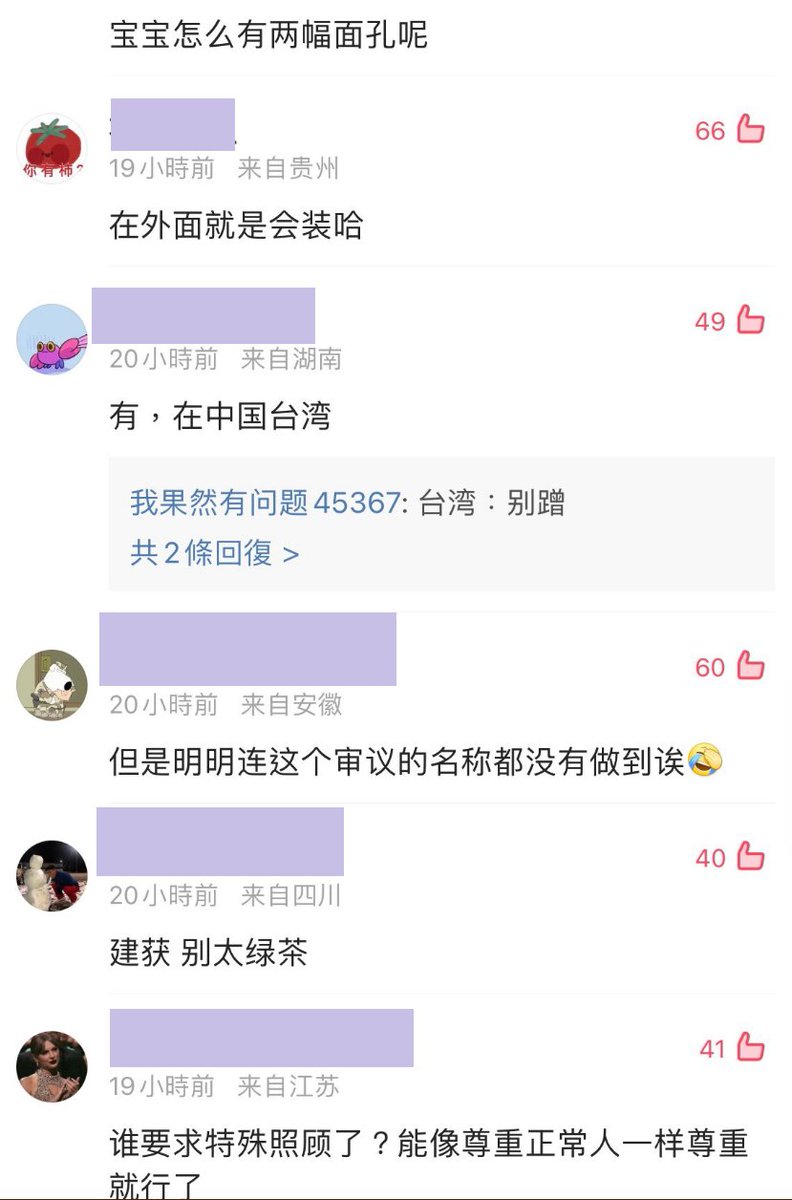 宝宝怎么有两幅面孔呢
66
你有柿?
19小時前 来自贵州
在外面就是会装哈
49
20小時前 来自湖南
有，在中国台湾
我果然有问题45367: 台湾：别蹭
共2條回復 >
60
20小時前 来自安徽
但是明明连这个审议的名称都没有做到诶🤣
40
20小時前 来自四川
建获 别太绿茶
41
19小時前 来自江苏
谁要求特殊照顾了？能像尊重正常人一样尊重
就行了